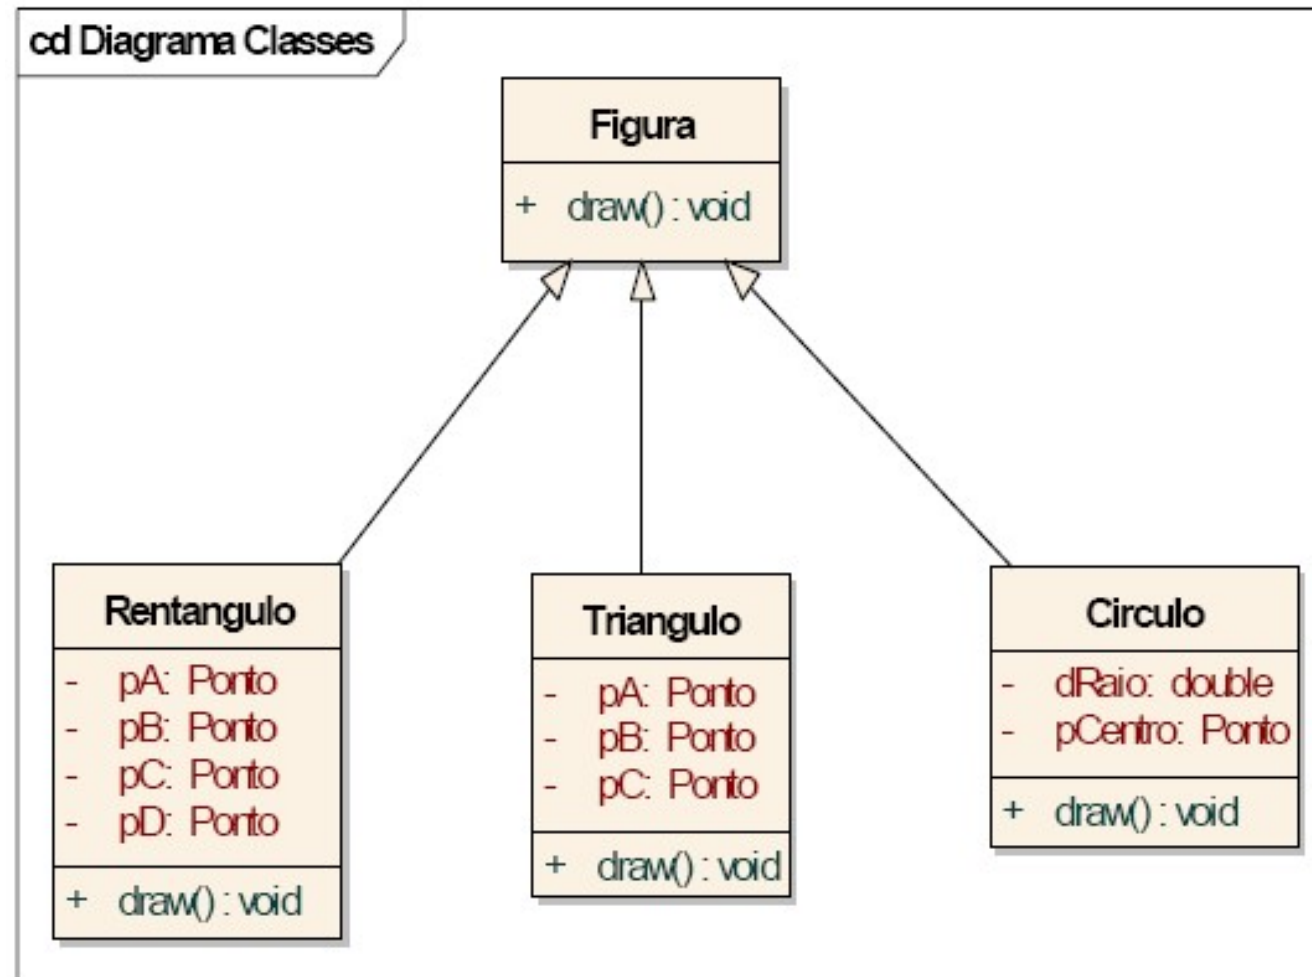 cd Diagrama Classes
Figura
+ draw() : void
Rentangulo
- pA: Ponto
- pB: Ponto
- pC: Ponto
- pD: Ponto
+ draw() : void
Triangulo
- pA: Ponto
- pB: Ponto
- pC: Ponto
+ draw() : void
Circulo
- dRaio: double
- pCentro: Ponto
+ draw() : void